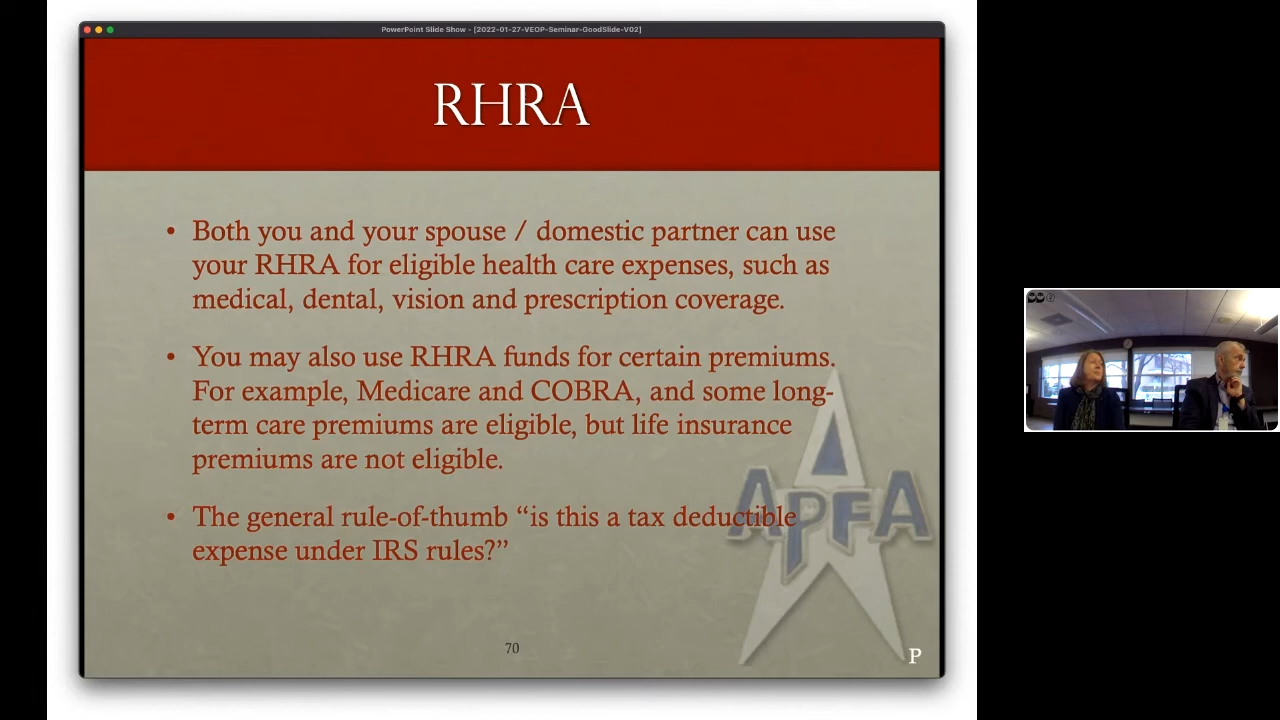 PowerPoint Slide Show - [2022-01-27-VEOP-Seminar-GoodSlide-V02]
RHRA
• Both you and your spouse / domestic partner can use
your RHRA for eligible health care expenses, such as
medical, dental, vision and prescription coverage.
• You may also use RHRA funds for certain premiums.
For example, Medicare and COBRA, and some long-
term care premiums are eligible, but life insurance
premiums are not eligible.
• The general rule-of-thumb “is this a tax deductible
expense under IRS rules?”
APFA
70
P